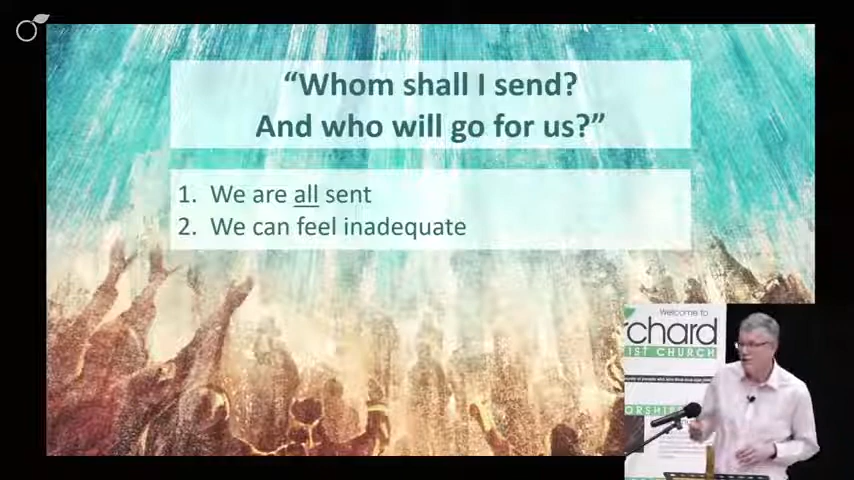 “Whom shall I send?
And who will go for us?”
1. We are all sent
2. We can feel inadequate
Welcome to
rchard
IST CHURCH
ORSHIP